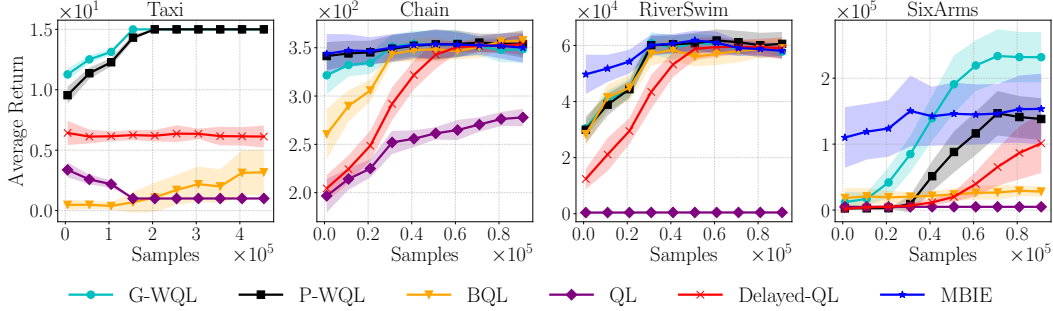 Taxi Chain RiverSwim SixArms
×10¹ ×10² ×10⁴ ×10⁵
Average Return
1.5 1.0 0.5 0.0
3.5 3.0 2.5 2.0
6 4 2 0
2 1 0
0 1 2 3 4 0.0 0.2 0.4 0.6 0.8 0.0 0.2 0.4 0.6 0.8 0.0 0.2 0.4 0.6 0.8
Samples ×10⁵ Samples ×10⁵ Samples ×10⁵ Samples ×10⁵
G-WQL P-WQL BQL QL Delayed-QL MBIE